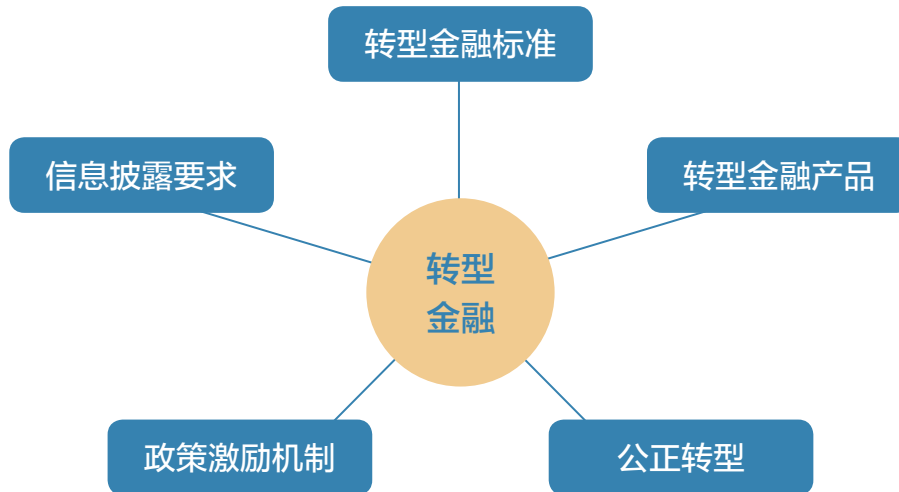 转型金融标准
信息披露要求
转型金融产品
转型
金融
政策激励机制
公正转型